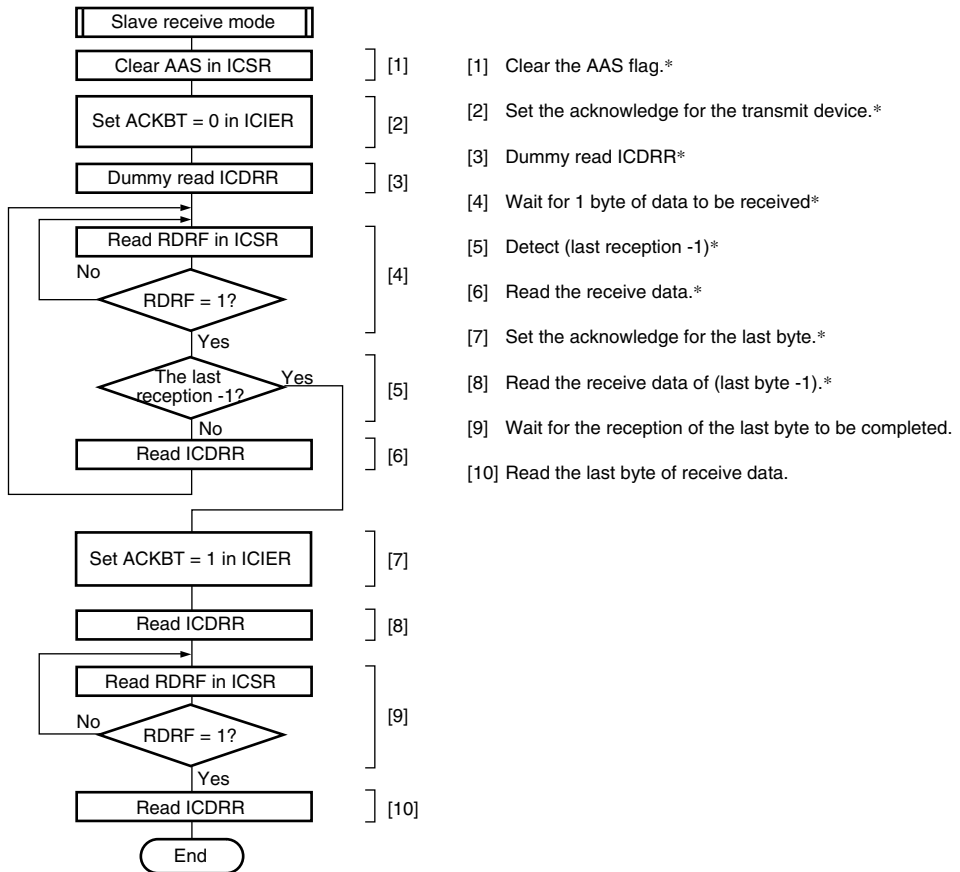 Slave receive mode
Clear AAS in ICSR
[1]
Set ACKBT = 0 in ICIER
[2]
Dummy read ICDRR
[3]
Read RDRF in ICSR
No
RDRF = 1?
[4]
Yes
The last
reception -1?
Yes
[5]
No
Read ICDRR
[6]
Set ACKBT = 1 in ICIER
[7]
Read ICDRR
[8]
Read RDRF in ICSR
No
RDRF = 1?
[9]
Yes
Read ICDRR
[10]
End
[1] Clear the AAS flag.*
[2] Set the acknowledge for the transmit device.*
[3] Dummy read ICDRR*
[4] Wait for 1 byte of data to be received*
[5] Detect (last reception -1)*
[6] Read the receive data.*
[7] Set the acknowledge for the last byte.*
[8] Read the receive data of (last byte -1).*
[9] Wait for the reception of the last byte to be completed.
[10] Read the last byte of receive data.